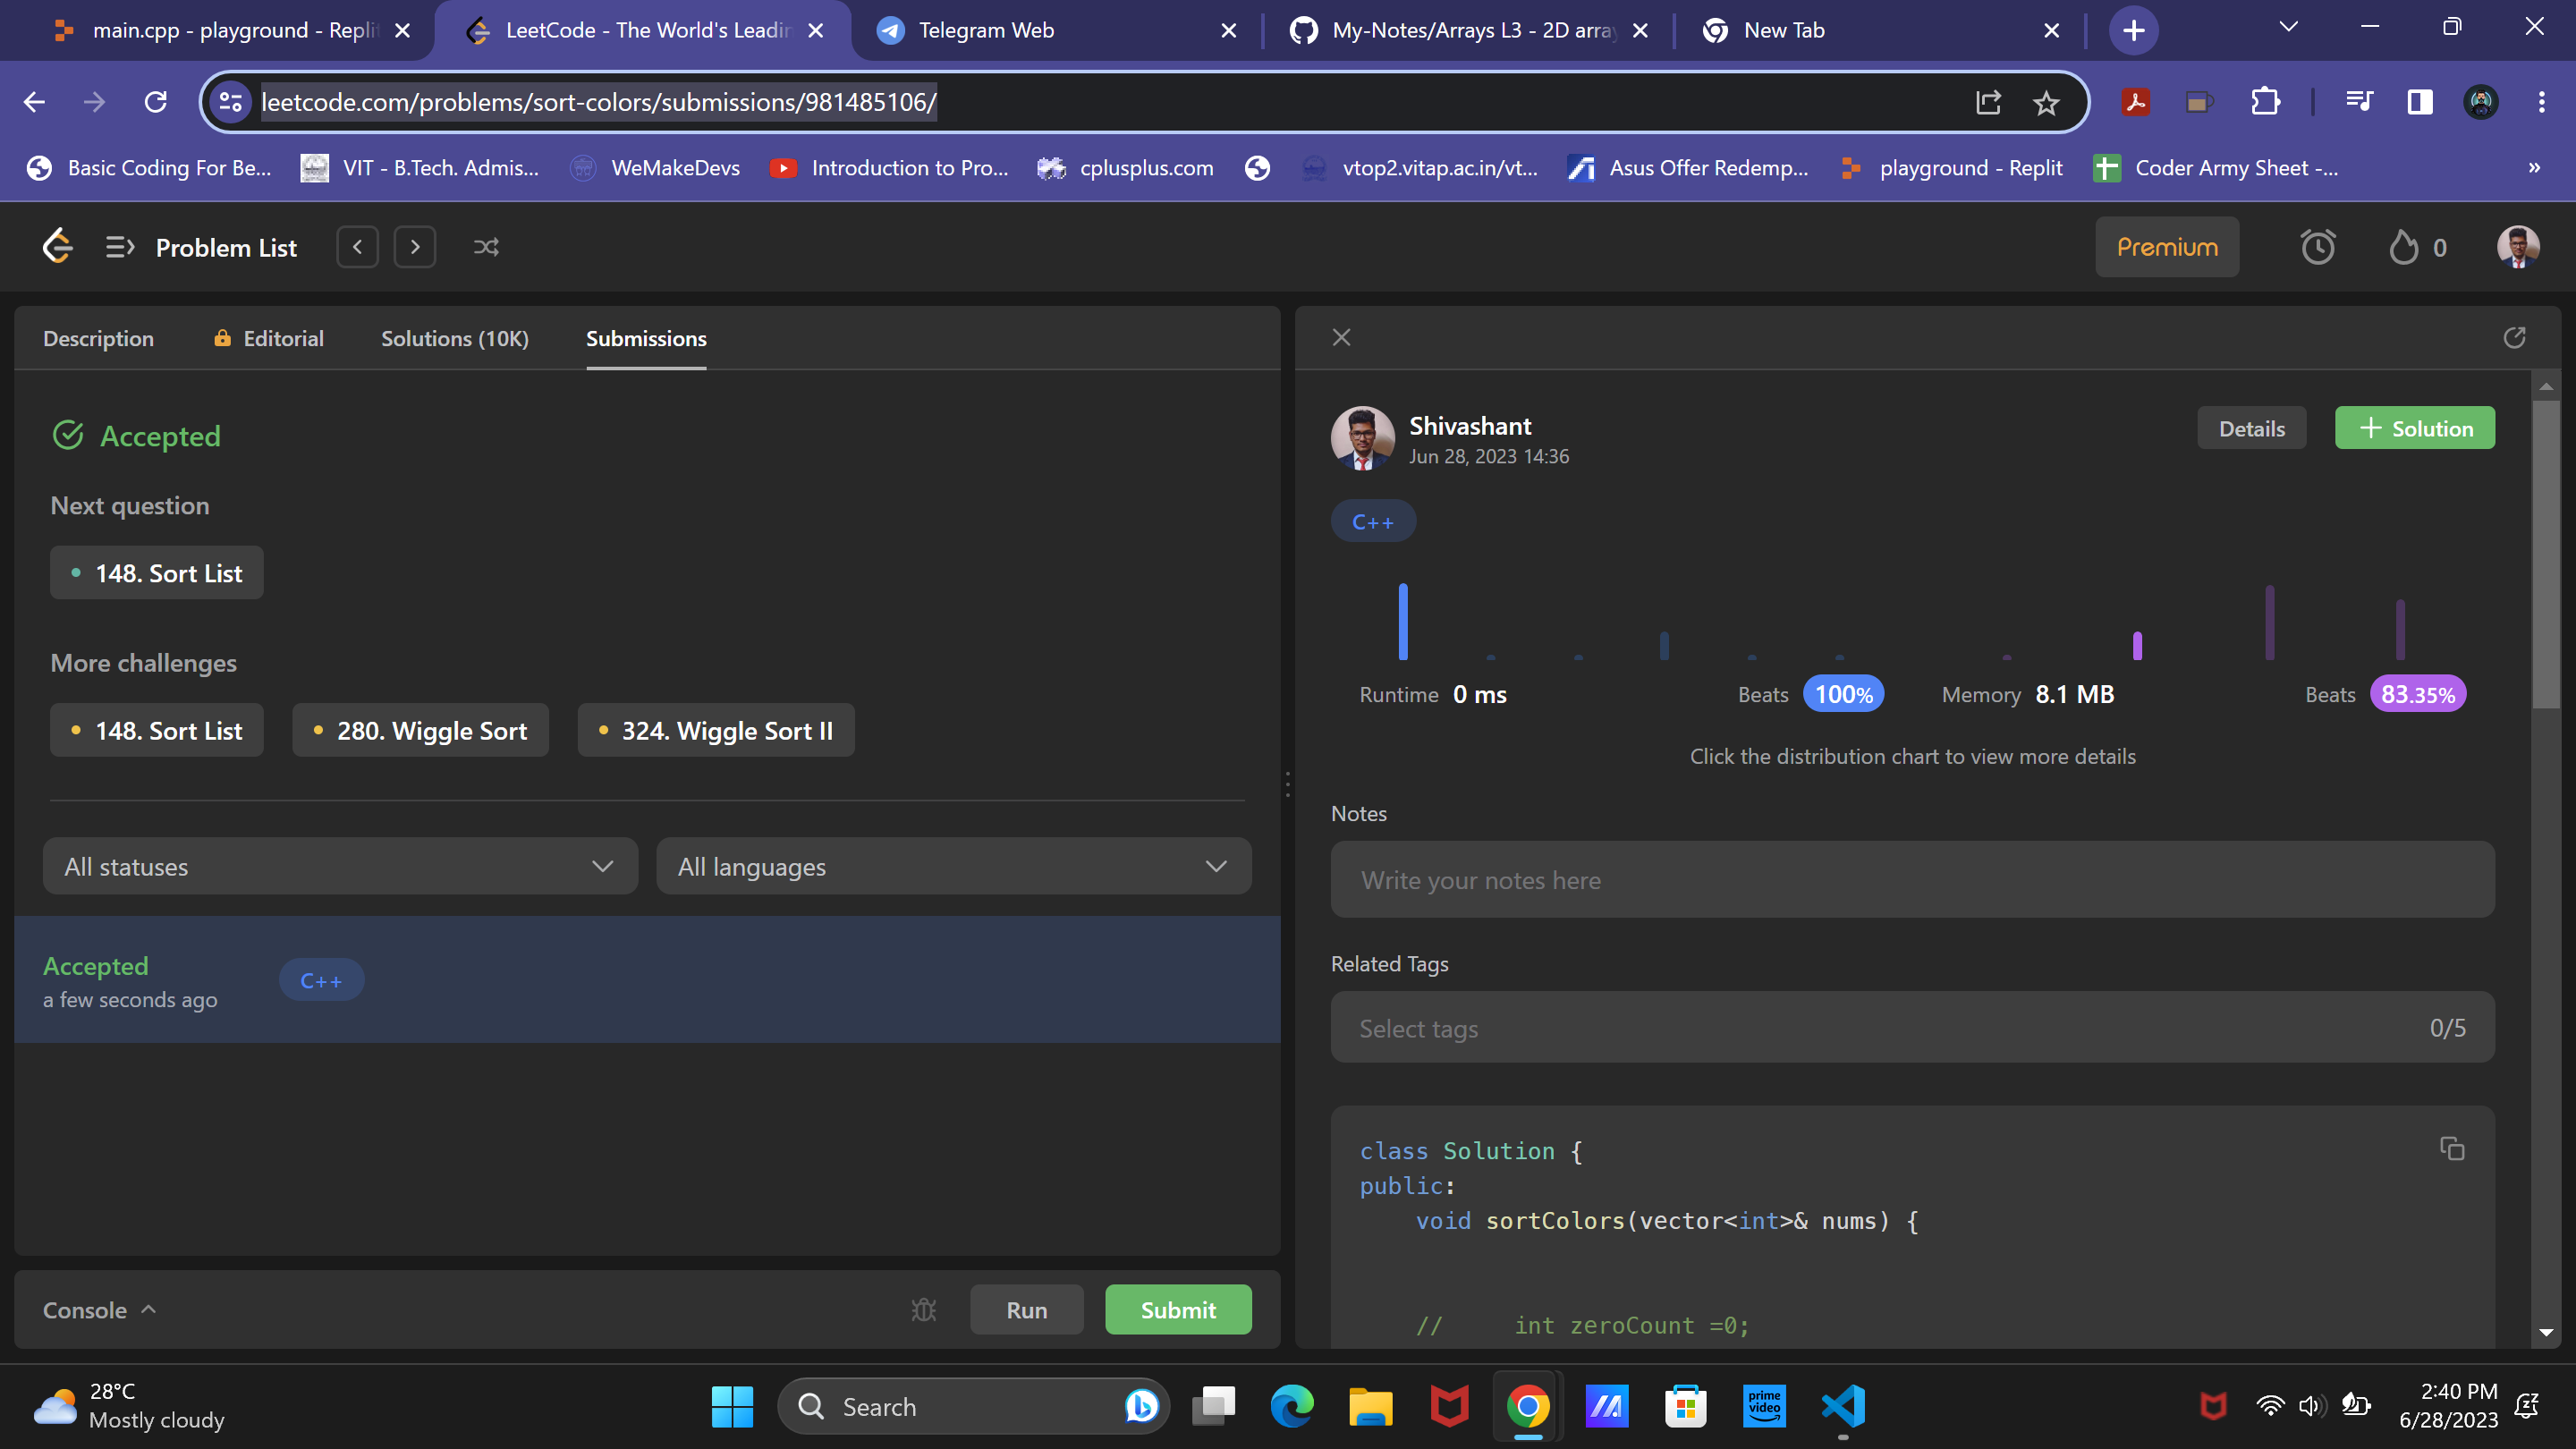 main.cpp - playground - Replit
LeetCode - The World's Leadin
Telegram Web
My-Notes/Arrays L3 - 2D array
New Tab
leetcode.com/problems/sort-colors/submissions/981485106/
Basic Coding For Be...
VIT - B.Tech. Admis...
WeMakeDevs
Introduction to Pro...
cplusplus.com
vtop2.vitap.ac.in/vt...
Asus Offer Redemp...
playground - Replit
Coder Army Sheet -...
»
Problem List
Premium
0
Description
Editorial
Solutions (10K)
Submissions
Accepted
Next question
148. Sort List
More challenges
148. Sort List
280. Wiggle Sort
324. Wiggle Sort II
All statuses
All languages
Accepted
a few seconds ago
C++
Console
Run
Submit
Shivashant
Jun 28, 2023 14:36
Details
+ Solution
C++
Runtime 0 ms
Beats 100%
Memory 8.1 MB
Beats 83.35%
Click the distribution chart to view more details
Notes
Write your notes here
Related Tags
Select tags
0/5
class Solution {
public:
    void sortColors(vector<int>& nums) {
    //     int zeroCount =0;
28°C
Mostly cloudy
Search
prime video
2:40 PM
6/28/2023